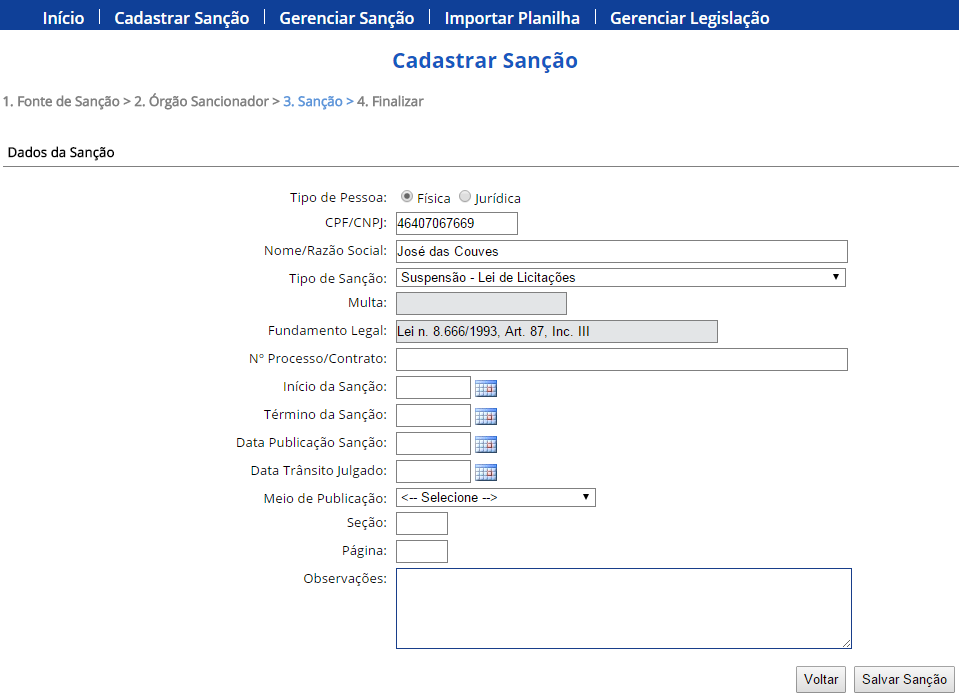 Início | Cadastrar Sanção | Gerenciar Sanção | Importar Planilha | Gerenciar Legislação
Cadastrar Sanção
1. Fonte de Sanção > 2. Órgão Sancionador > 3. Sanção > 4. Finalizar
Dados da Sanção
Tipo de Pessoa: Física Jurídica
CPF/CNPJ: 46407067669
Nome/Razão Social: José das Couves
Tipo de Sanção: Suspensão - Lei de Licitações
Multa:
Fundamento Legal: Lei n. 8.666/1993, Art. 87, Inc. III
Nº Processo/Contrato:
Início da Sanção:
Término da Sanção:
Data Publicação Sanção:
Data Trânsito Julgado:
Meio de Publicação: <-- Selecione -->
Seção:
Página:
Observações:
Voltar Salvar Sanção